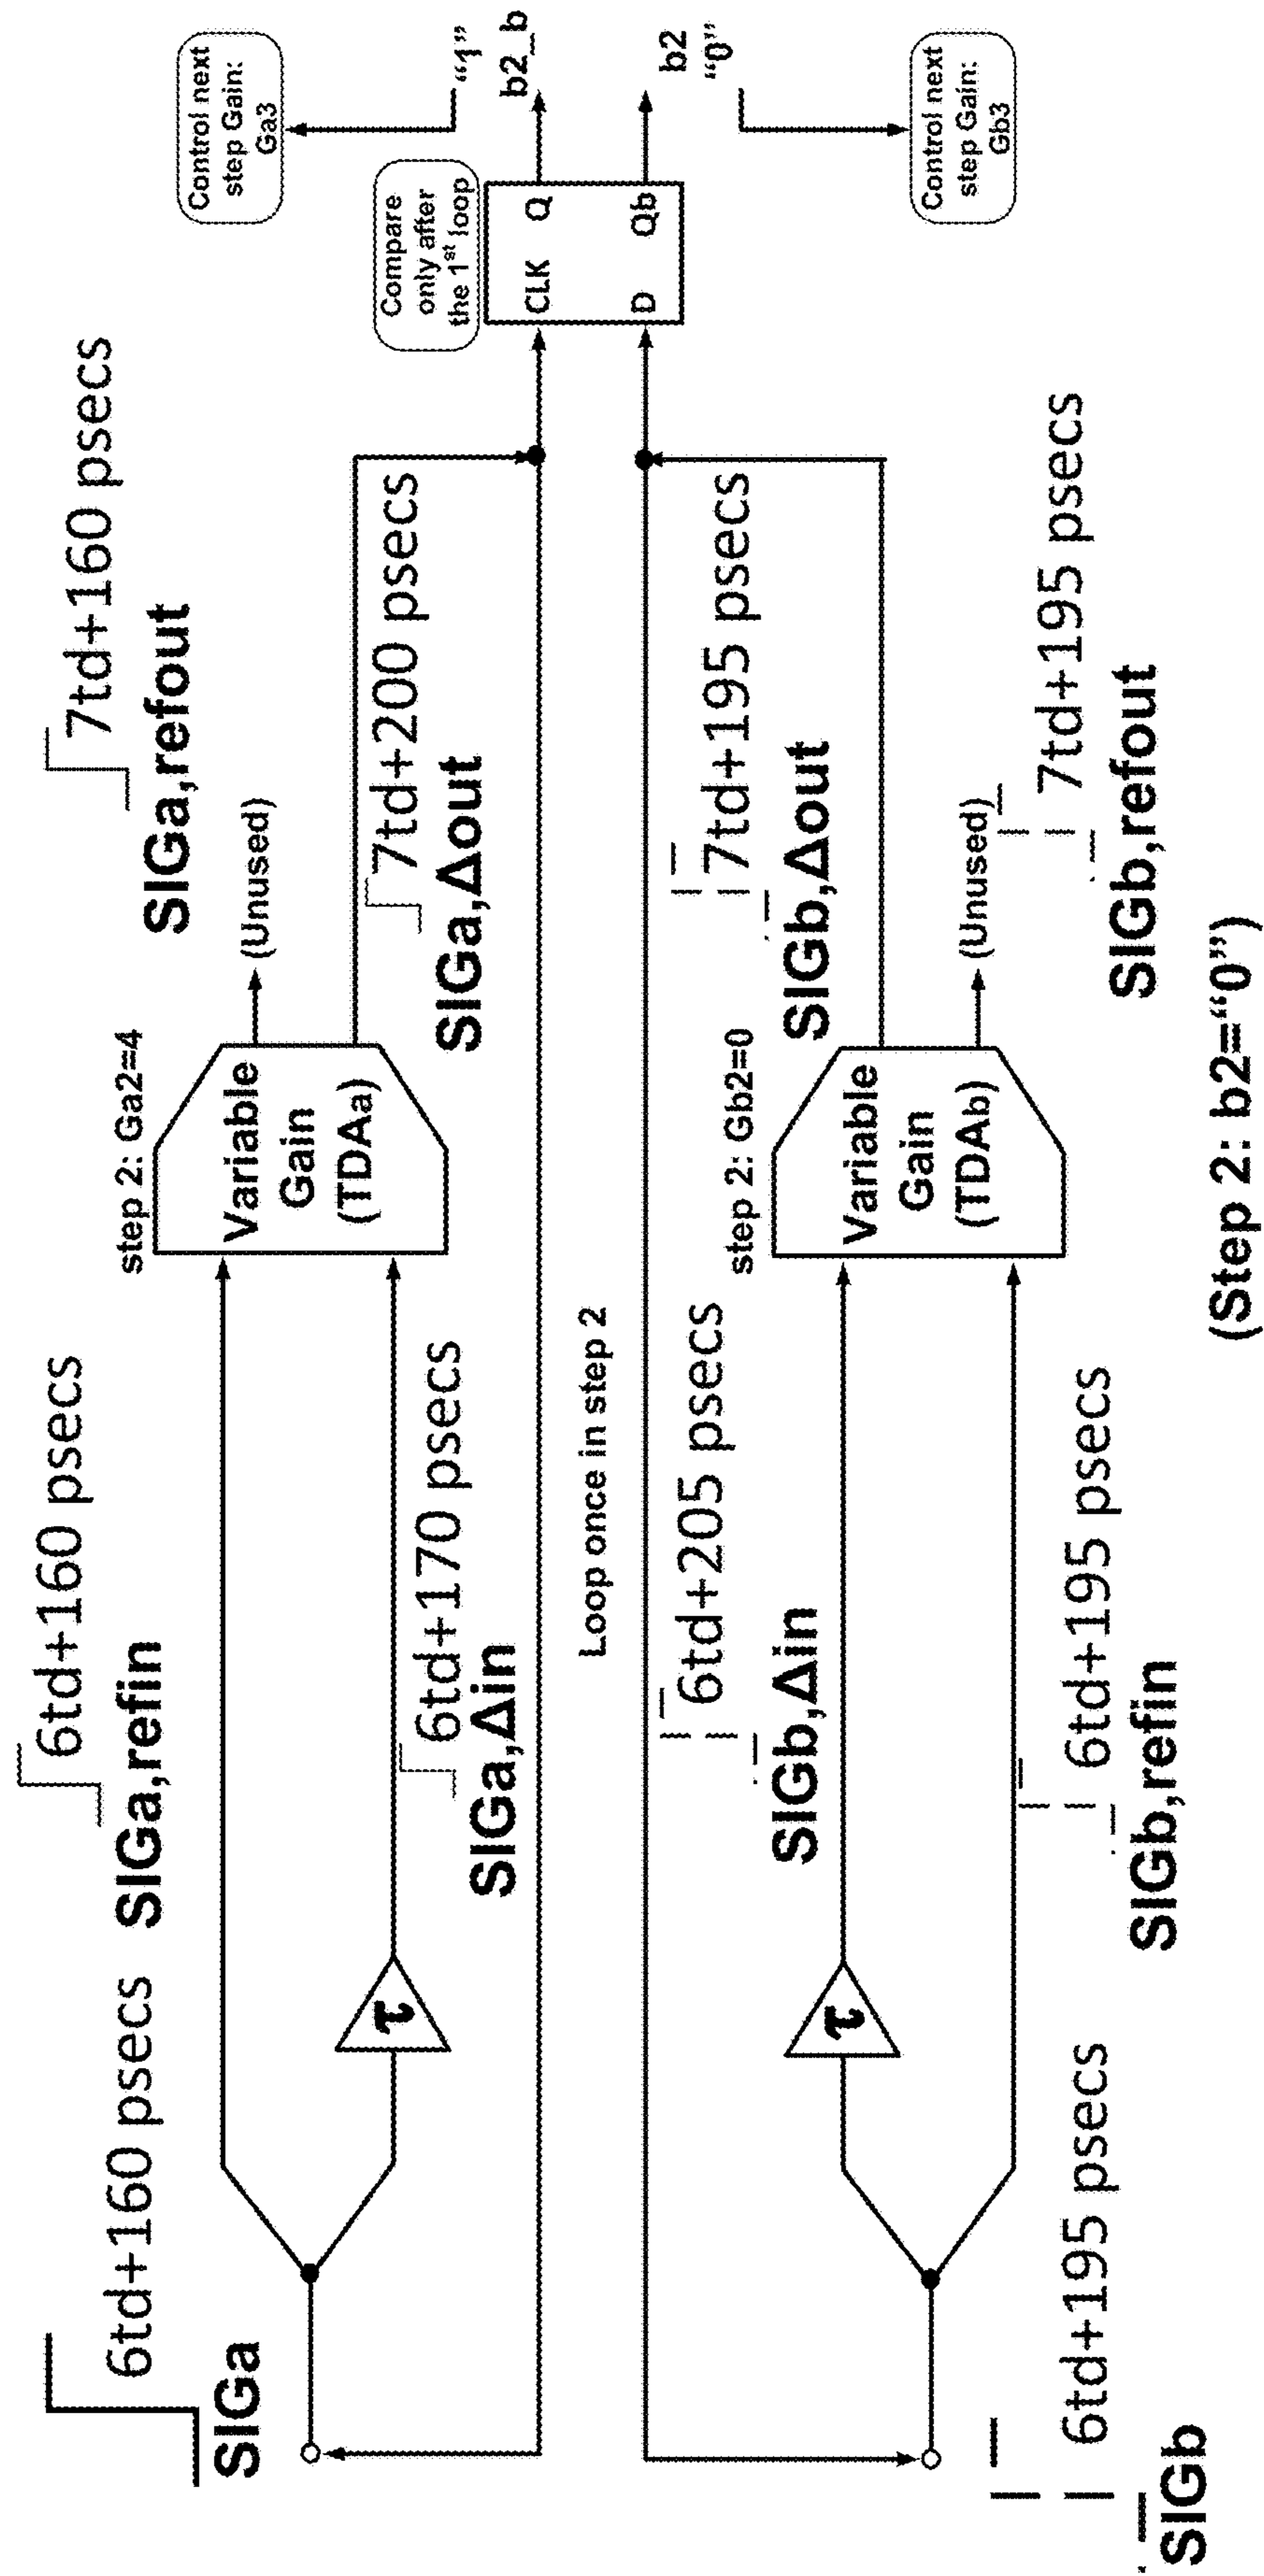 6td+160 psecs
SIGa
6td+160 psecs
SIGa,refin
τ
6td+170 psecs
SIGa,Δin
step 2: Ga2=4
Variable
Gain
(TDAa)
(Unused)
7td+160 psecs
SIGa,refout
7td+200 psecs
SIGa,Δout
Control next
step Gain:
Ga3
"1"
b2_b
Compare
only after
the 1st loop
CLK Q
D Qb
b2
"0"
Control next
step Gain:
Gb3
Loop once in step 2
6td+205 psecs
SIGb,Δin
τ
step 2: Gb2=0
Variable
Gain
(TDAb)
7td+195 psecs
SIGb,Δout
(Unused)
7td+195 psecs
SIGb,refout
6td+195 psecs
SIGb,refin
6td+195 psecs
SIGb
(Step 2: b2="0")